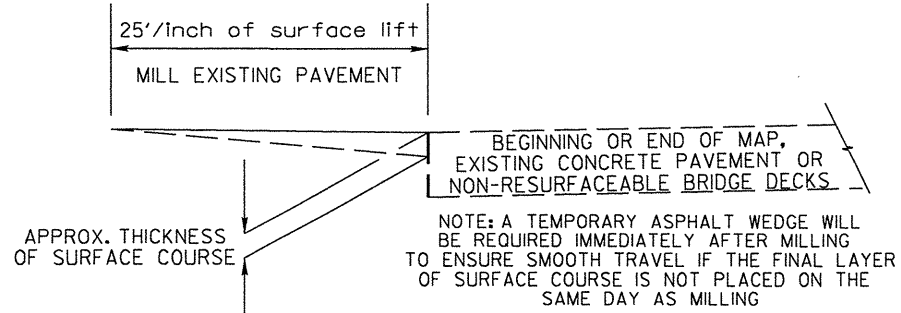 25'/inch of surface lift
MILL EXISTING PAVEMENT
BEGINNING OR END OF MAP,
EXISTING CONCRETE PAVEMENT OR
NON-RESURFACEABLE BRIDGE DECKS
APPROX. THICKNESS
OF SURFACE COURSE
NOTE: A TEMPORARY ASPHALT WEDGE WILL
BE REQUIRED IMMEDIATELY AFTER MILLING
TO ENSURE SMOOTH TRAVEL IF THE FINAL LAYER
OF SURFACE COURSE IS NOT PLACED ON THE
SAME DAY AS MILLING